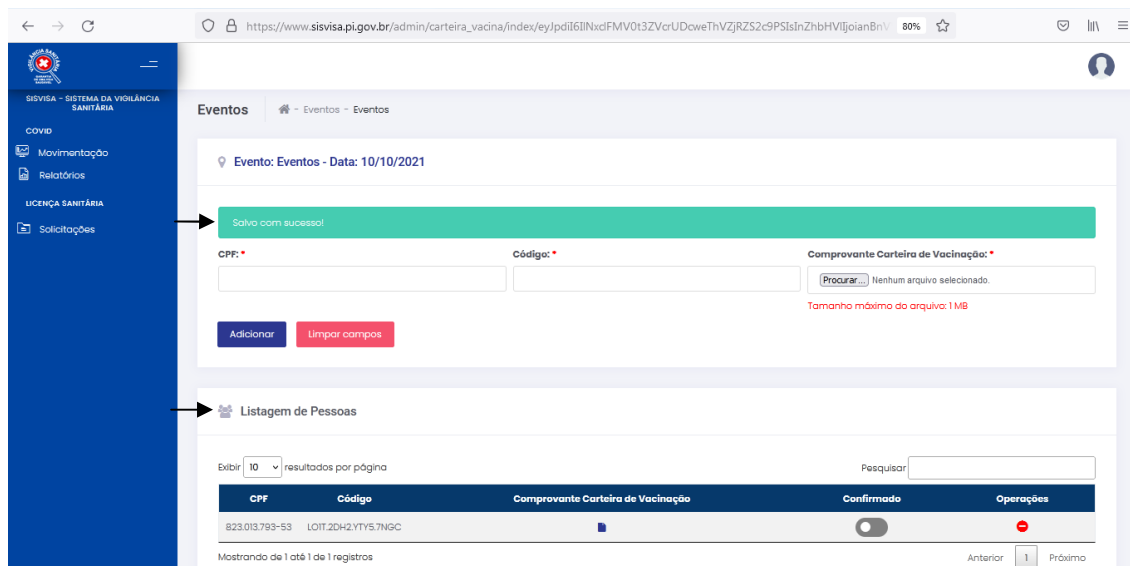 https://www.sisvisa.pi.gov.br/admin/carteira_vacina/index/ 80%
SISVISA - SISTEMA DA VIGILÂNCIA
SANITÁRIA
COVID
Movimentação
Relatórios
LICENÇA SANITÁRIA
Solicitações
Eventos - Eventos - Eventos
Evento: Eventos - Data: 10/10/2021
Salvo com sucesso!
CPF: * Código: * Comprovante Carteira de Vacinação: *
Procurar... Nenhum arquivo selecionado.
Tamanho máximo do arquivo: 1 MB
Adicionar Limpar campos
Listagem de Pessoas
Exibir 10 resultados por página Pesquisar
CPF Código Comprovante Carteira de Vacinação Confirmado Operações
823.013.793-53 LO1T.2DH2.YTY5.7NGC
Mostrando de 1 até 1 de 1 registros Anterior 1 Próximo